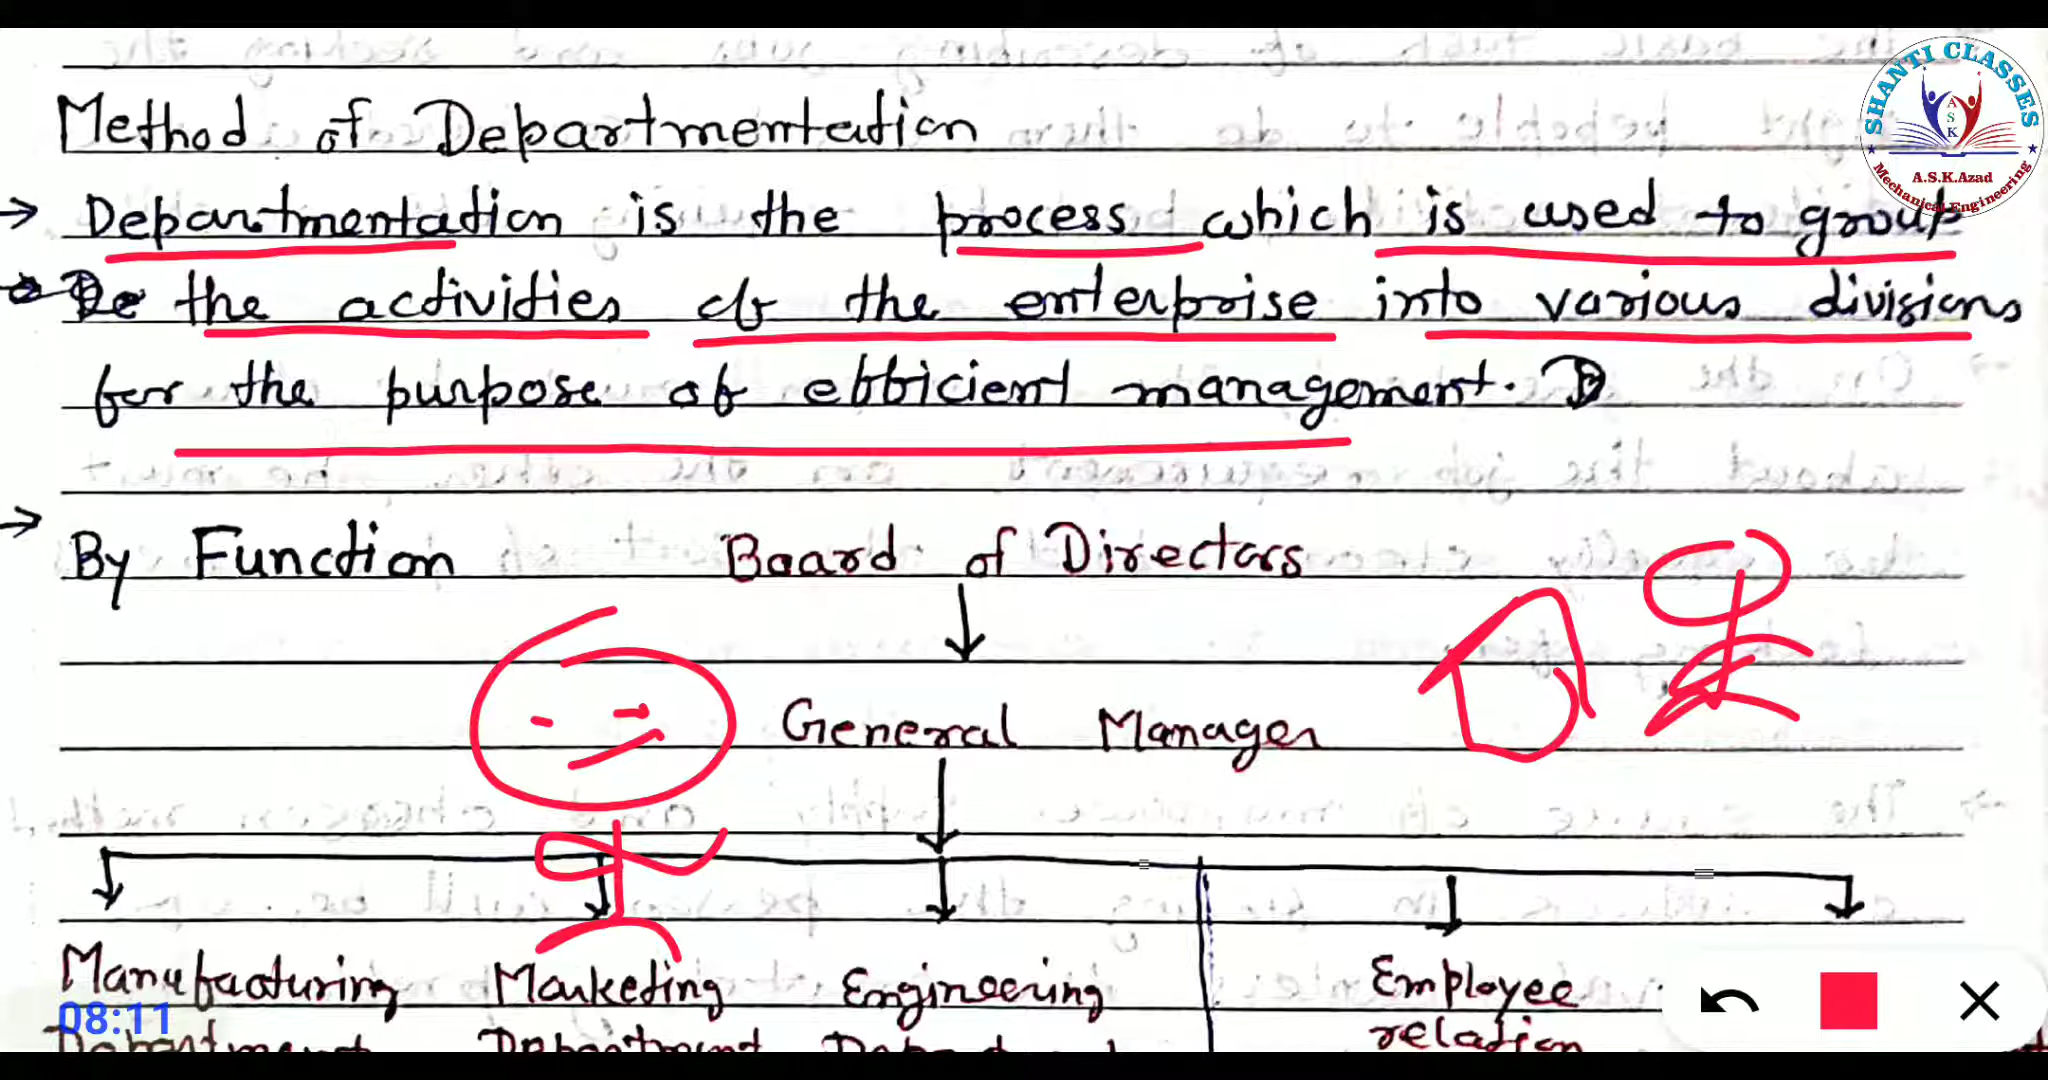 SHANTI CLASSES
A
S
K
A.S.K.Azad
Mechanical Engineering
Method of Departmentation
→ Departmentation is the process which is used to group
the activities of the enterprise into various divisions
for the purpose of efficient management.
→ By Function Board of Directors
General Manager
Manufacturing Marketing Engineering Employee
relation
Department Department
08:11